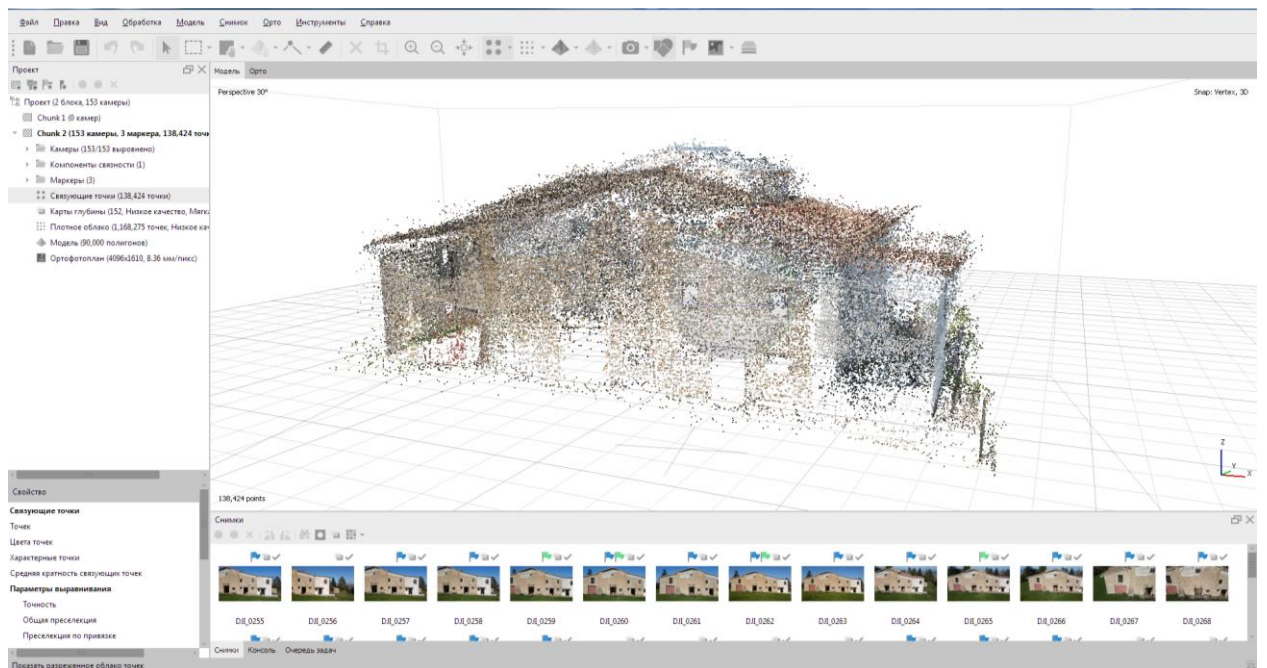 Файл Правка Вид Обработка Модель Снимок Орто Инструменты Справка
Проект
Модель Орто
Perspective 30°
Snap: Vertex, 3D
Проект (2 блока, 153 камеры)
Chunk 1 (0 камер)
Chunk 2 (153 камеры, 3 маркера, 138,424 точк
Камеры (153/153 выровнено)
Компоненты связности (1)
Маркеры (3)
Связующие точки (138,424 точки)
Карты глубины (152, Низкое качество, Мягка
Плотное облако (1,168,275 точек, Низкое кач
Модель (90,000 полигонов)
Ортофотоплан (4096x1610, 8.36 мм/пикс)
Z
Y
X
138,424 points
Свойство
Связующие точки
Точек
Цвета точек
Характерные точки
Средняя кратность связующих точек
Параметры выравнивания
Точность
Общая преселекция
Преселекция по привязке
Снимки
DJI_0255 DJI_0256 DJI_0257 DJI_0258 DJI_0259 DJI_0260 DJI_0261 DJI_0262 DJI_0263 DJI_0264 DJI_0265 DJI_0266 DJI_0267 DJI_0268
Снимки Консоль Очередь задач
Показать разреженное облако точек